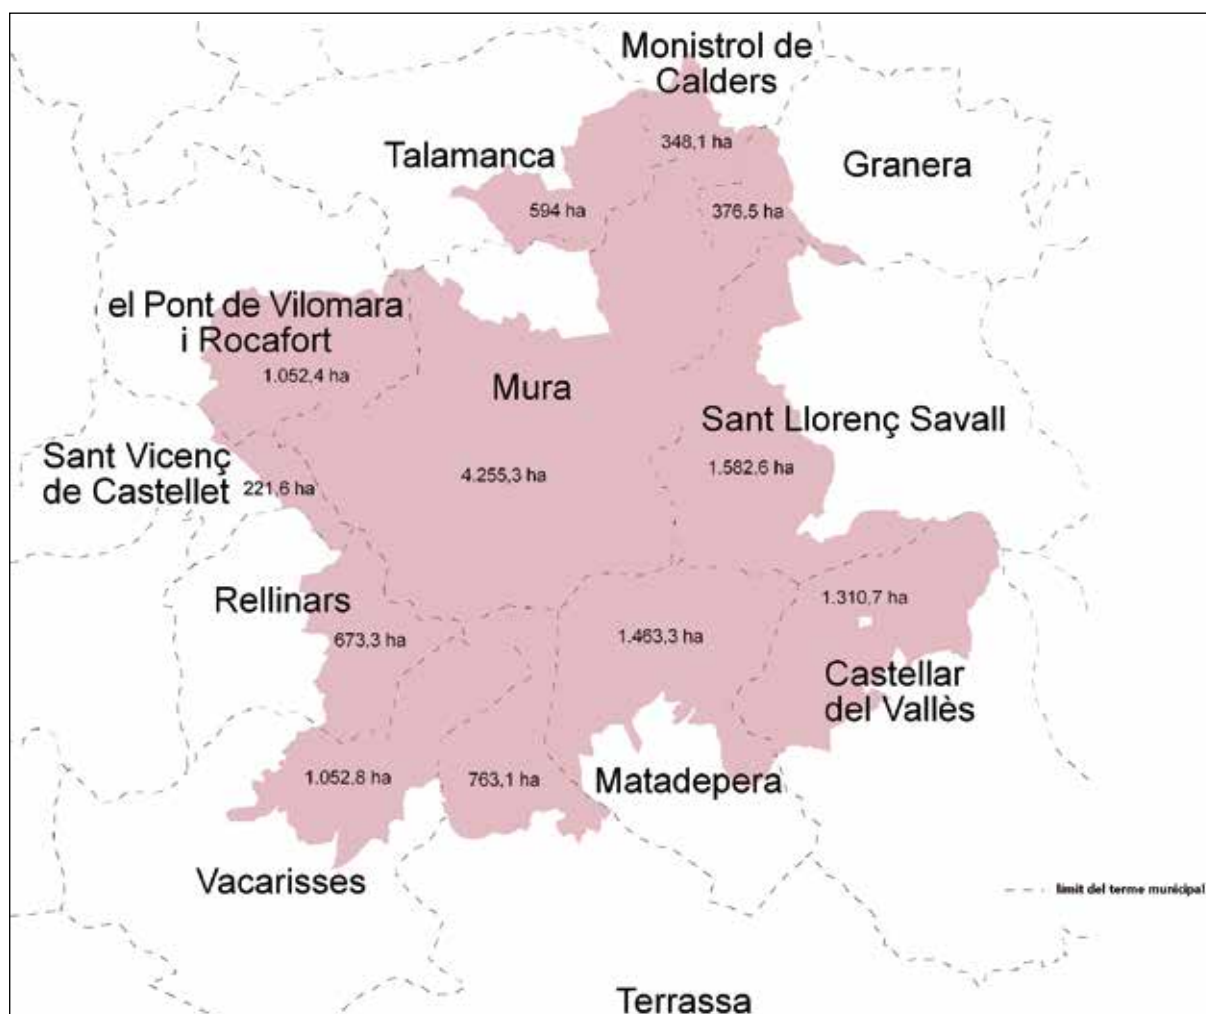 Monistrol de
Calders
348,1 ha
Talamanca
594 ha
Granera
376,5 ha
el Pont de Vilomara
i Rocafort
1.052,4 ha
Mura
4.255,3 ha
Sant Llorenç Savall
1.582,6 ha
Sant Vicenç
de Castellet
221,6 ha
Rellinars
673,3 ha
1.463,3 ha
1.310,7 ha
Castellar
del Vallès
1.052,8 ha
763,1 ha
Matadepera
Vacarisses
límit del terme municipal
Terrassa